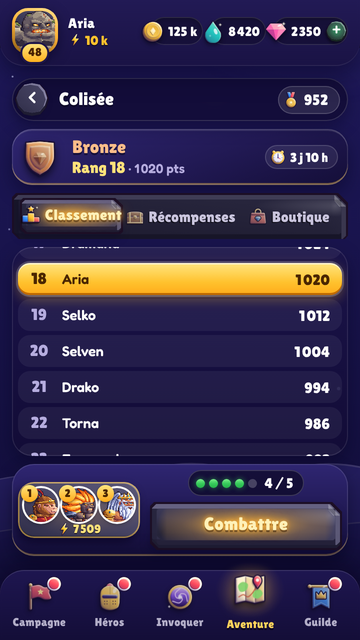 Aria
48
10 k
125 k
8420
2350
Colisée
952
Bronze
Rang 18 · 1020 pts
3 j 10 h
Classement
Récompenses
Boutique
18 Aria 1020
19 Selko 1012
20 Selven 1004
21 Drako 994
22 Torna 986
1 2 3
7509
4 / 5
Combattre
Campagne
Héros
Invoquer
Aventure
Guilde